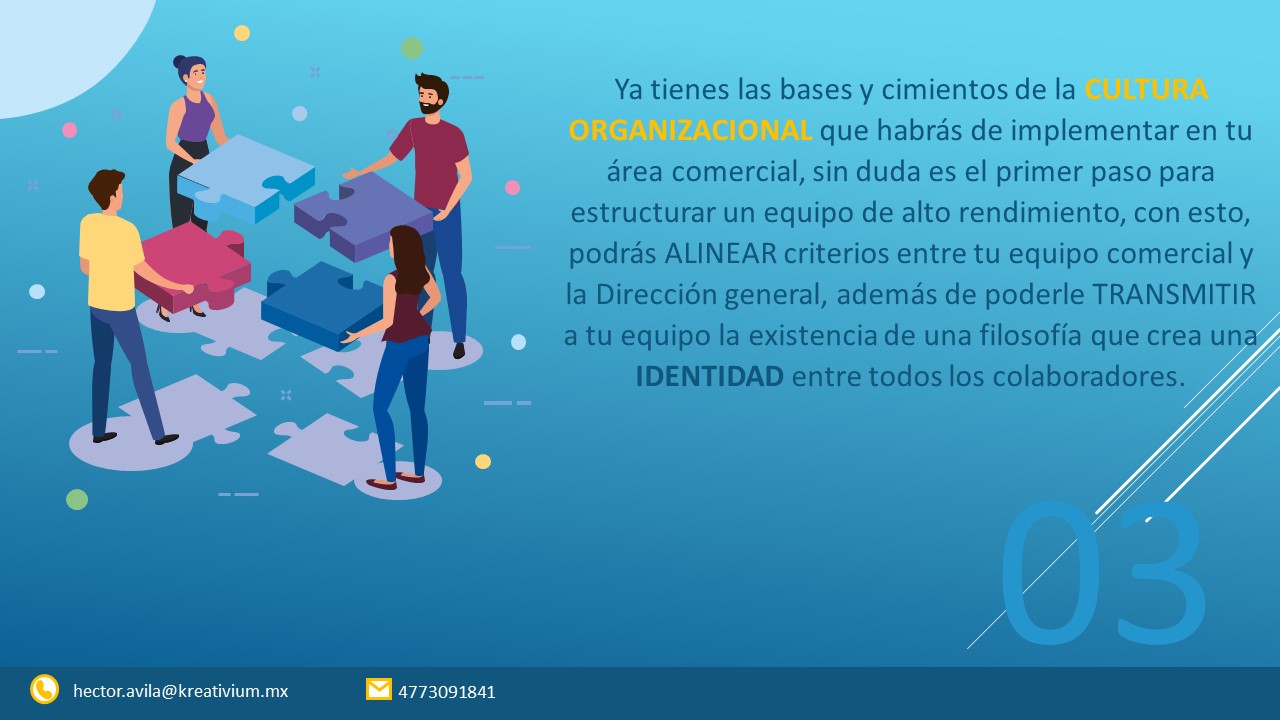 Ya tienes las bases y cimientos de la CULTURA
ORGANIZACIONAL que habrás de implementar en tu
área comercial, sin duda es el primer paso para
estructurar un equipo de alto rendimiento, con esto,
podrás ALINEAR criterios entre tu equipo comercial y
la Dirección general, además de poderle TRANSMITIR
a tu equipo la existencia de una filosofía que crea una
IDENTIDAD entre todos los colaboradores.
03
hector.avila@kreativium.mx
4773091841